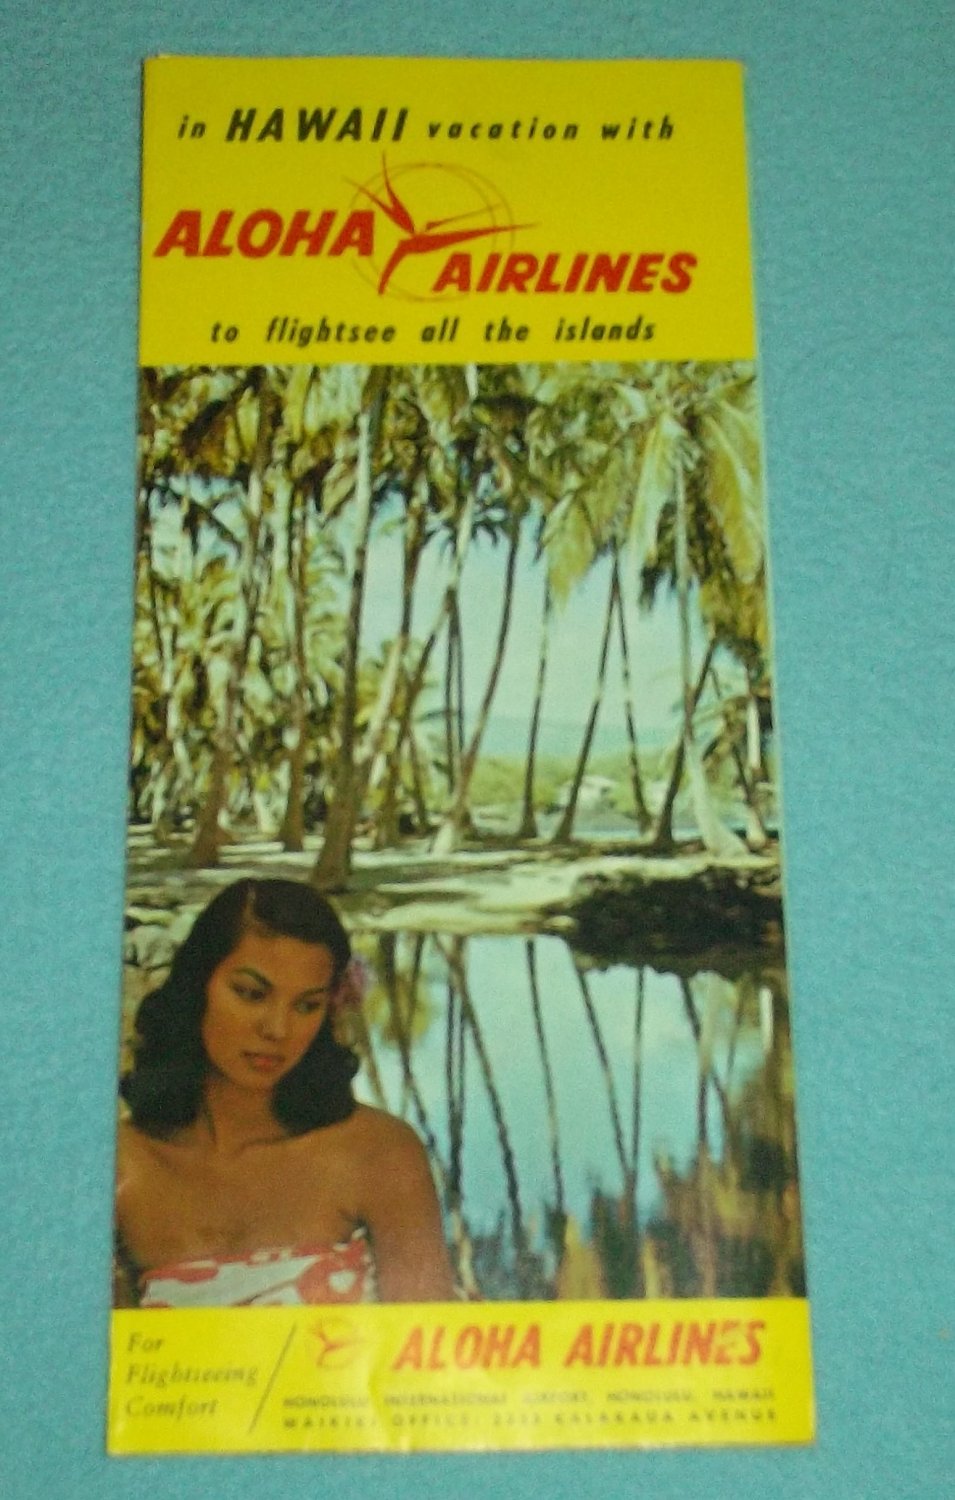 in HAWAII vacation with
ALOHA
AIRLINES
to flightsee all the islands
For
Flightseeing
Comfort
ALOHA AIRLINES
HONOLULU INTERNATIONAL AIRPORT, HONOLULU, HAWAII
WAIKIKI OFFICE: KALAKAUA AVENUE